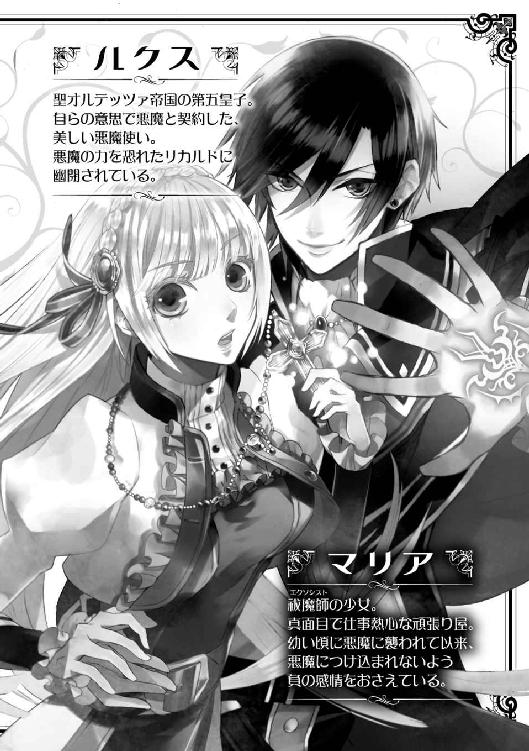 ルクス
聖オルテッツァ帝国の第五皇子。
自らの意思で悪魔と契約した、
美しい悪魔使い。
悪魔の力を恐れたリカルドに
幽閉されている。
マリア
エクソシスト
祓魔師の少女。
真面目で仕事熱心な頑張り屋。
幼い頃に悪魔に襲われて以来、
悪魔につけ込まれないよう
負の感情をおさえている。